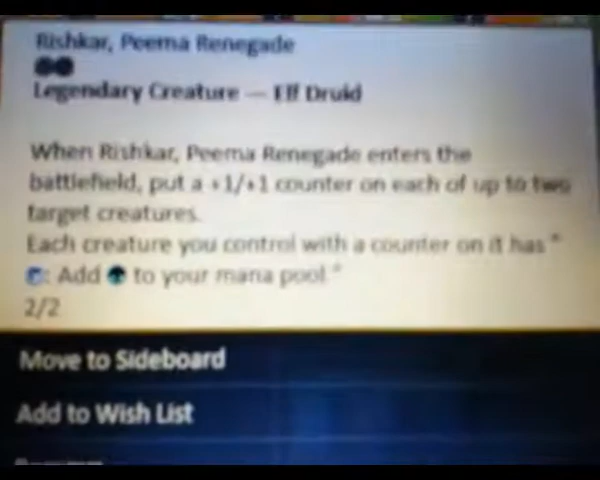 Rishkar, Peema Renegade
Legendary Creature — Elf Druid
When Rishkar, Peema Renegade enters the
battlefield, put a +1/+1 counter on each of up to two
target creatures.
Each creature you control with a counter on it has "
: Add to your mana pool."
2/2
Move to Sideboard
Add to Wish List